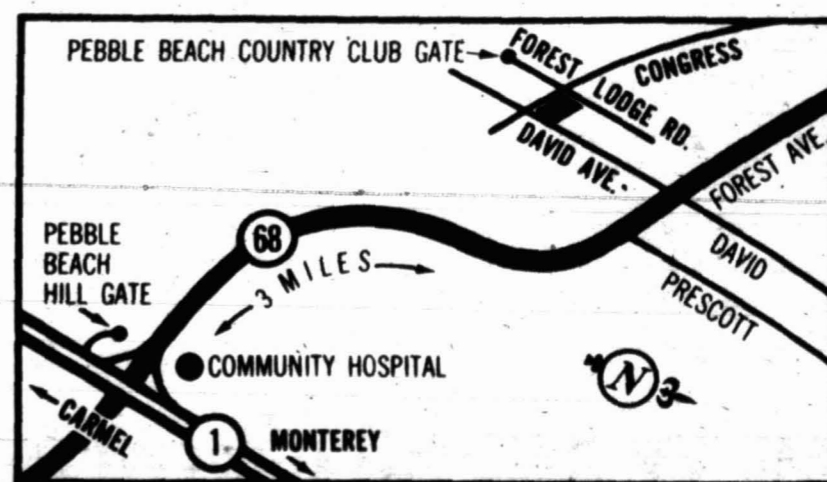 PEBBLE BEACH COUNTRY CLUB GATE
FOREST LODGE RD.
CONGRESS
DAVID AVE.
FOREST AVE.
DAVID
PRESCOTT
68
3 MILES
PEBBLE
BEACH
HILL GATE
COMMUNITY HOSPITAL
N
CARMEL
1
MONTEREY